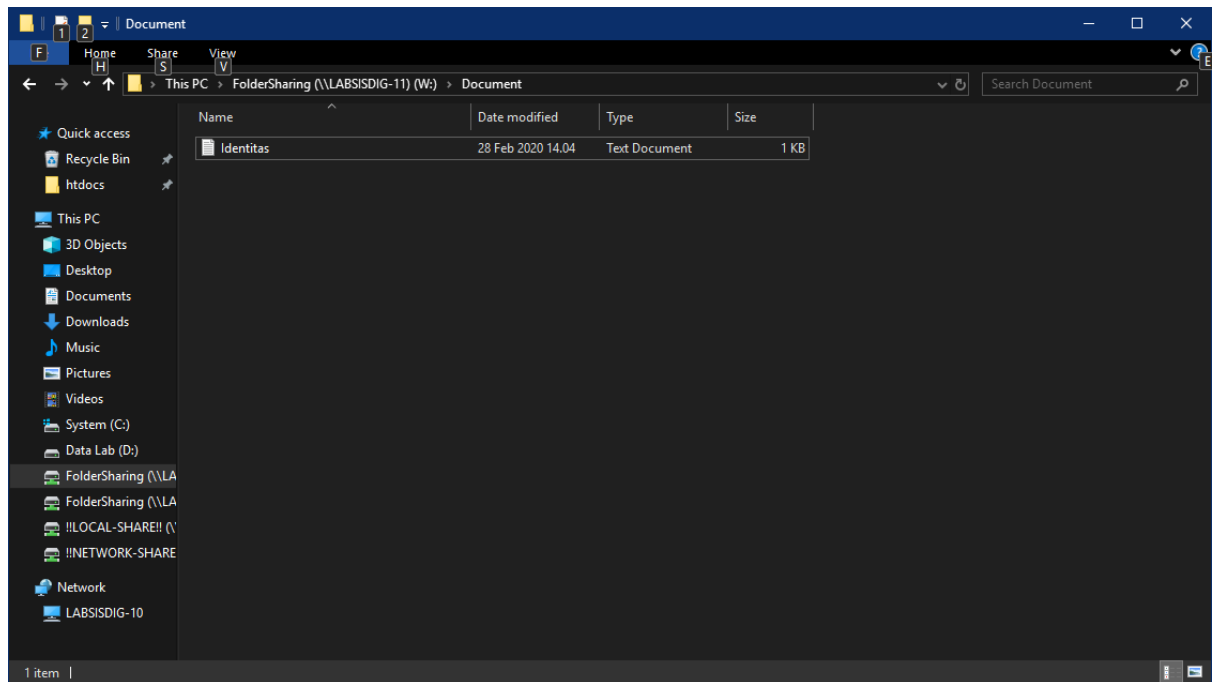 Document
1 2
F Home Share View
H S V E
This PC > FolderSharing (\\LABSISDIG-11) (W:) > Document
Search Document
Name Date modified Type Size
Identitas 28 Feb 2020 14.04 Text Document 1 KB
Quick access
Recycle Bin
htdocs
This PC
3D Objects
Desktop
Documents
Downloads
Music
Pictures
Videos
System (C:)
Data Lab (D:)
FolderSharing (\\LA
FolderSharing (\\LA
!!LOCAL-SHARE!! (\
!!NETWORK-SHARE
Network
LABSISDIG-10
1 item